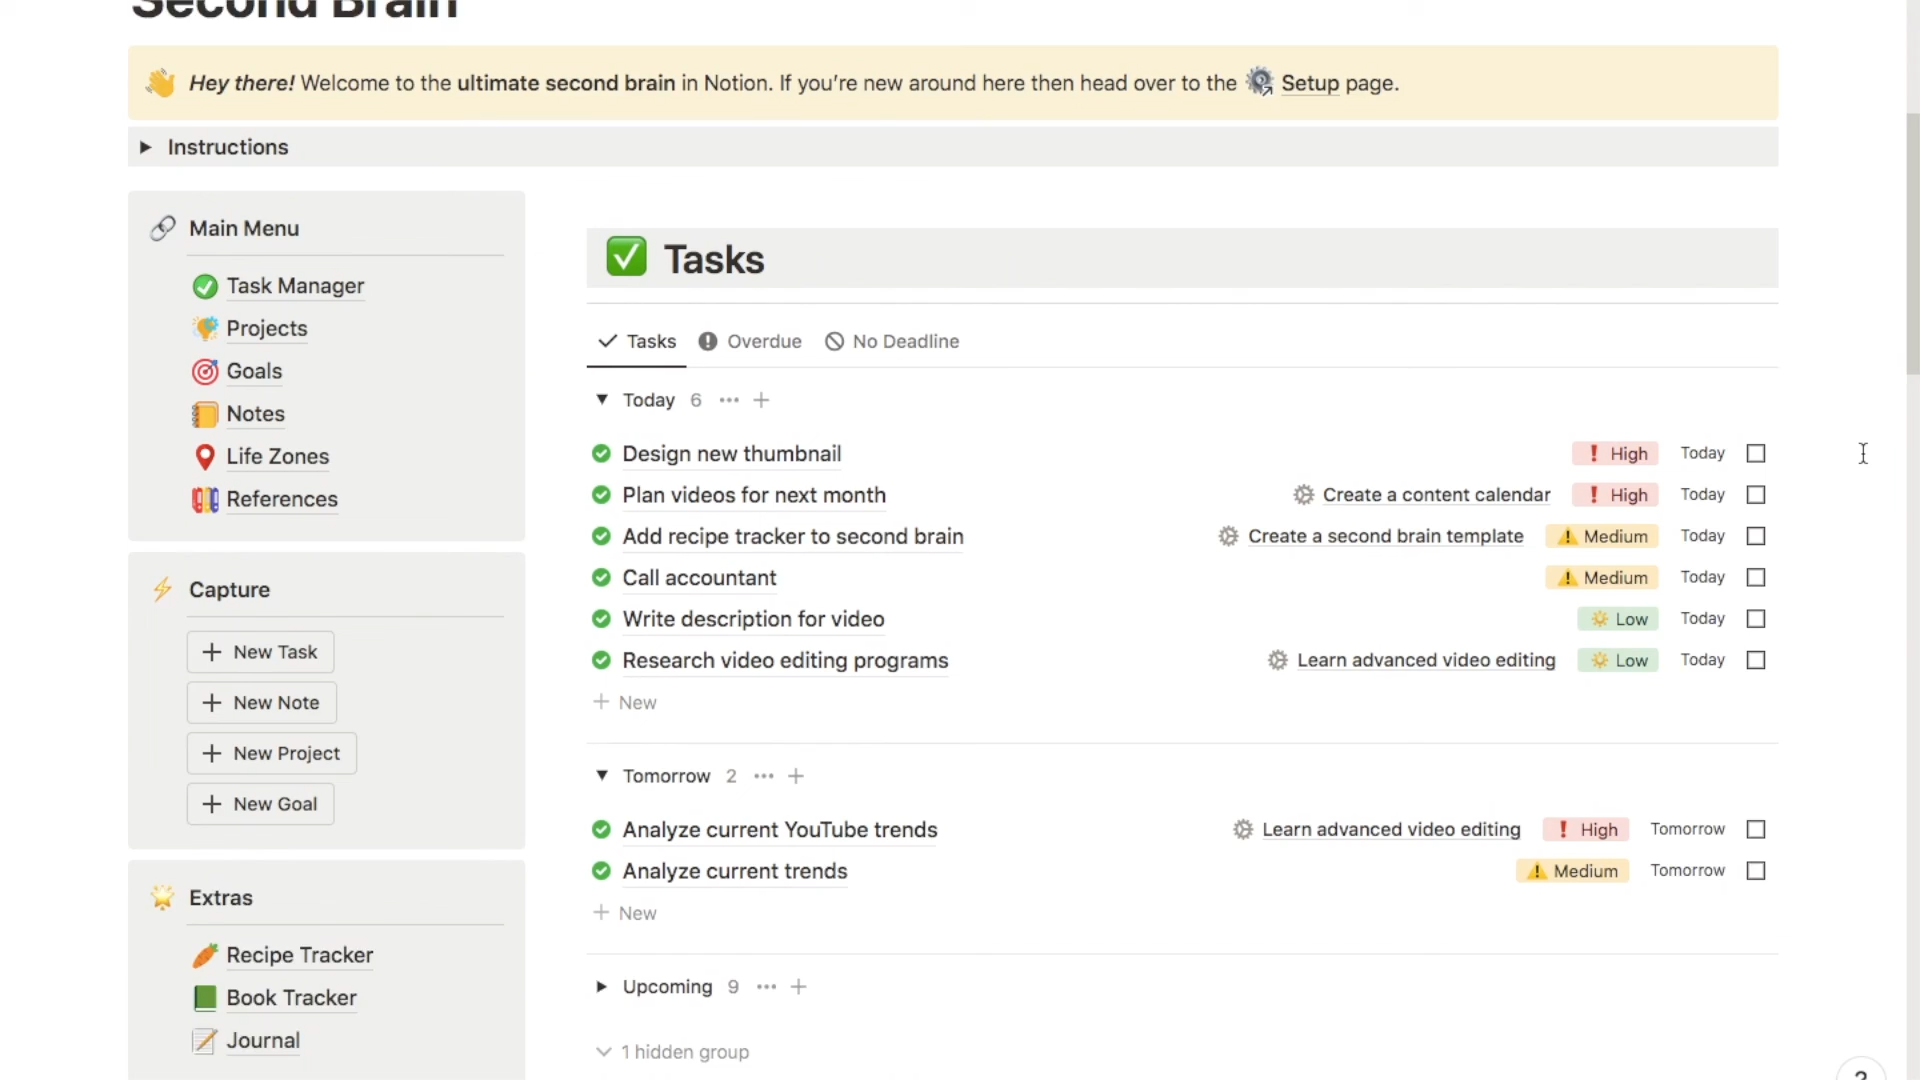 Second Brain
Hey there! Welcome to the ultimate second brain in Notion. If you’re new around here then head over to the Setup page.
Instructions
Main Menu
Task Manager
Projects
Goals
Notes
Life Zones
References
Capture
New Task
New Note
New Project
New Goal
Extras
Recipe Tracker
Book Tracker
Journal
Tasks
Tasks Overdue No Deadline
Today 6
Design new thumbnail High Today
Plan videos for next month Create a content calendar High Today
Add recipe tracker to second brain Create a second brain template Medium Today
Call accountant Medium Today
Write description for video Low Today
Research video editing programs Learn advanced video editing Low Today
New
Tomorrow 2
Analyze current YouTube trends Learn advanced video editing High Tomorrow
Analyze current trends Medium Tomorrow
New
Upcoming 9
1 hidden group
?